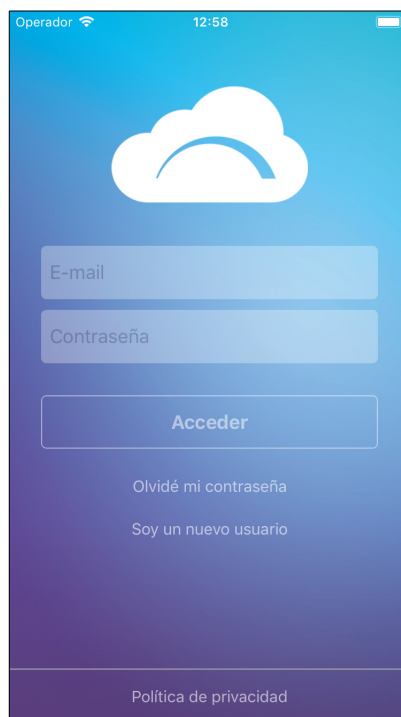 Operador 12:58
E-mail
Contraseña
Acceder
Olvidé mi contraseña
Soy un nuevo usuario
Política de privacidad